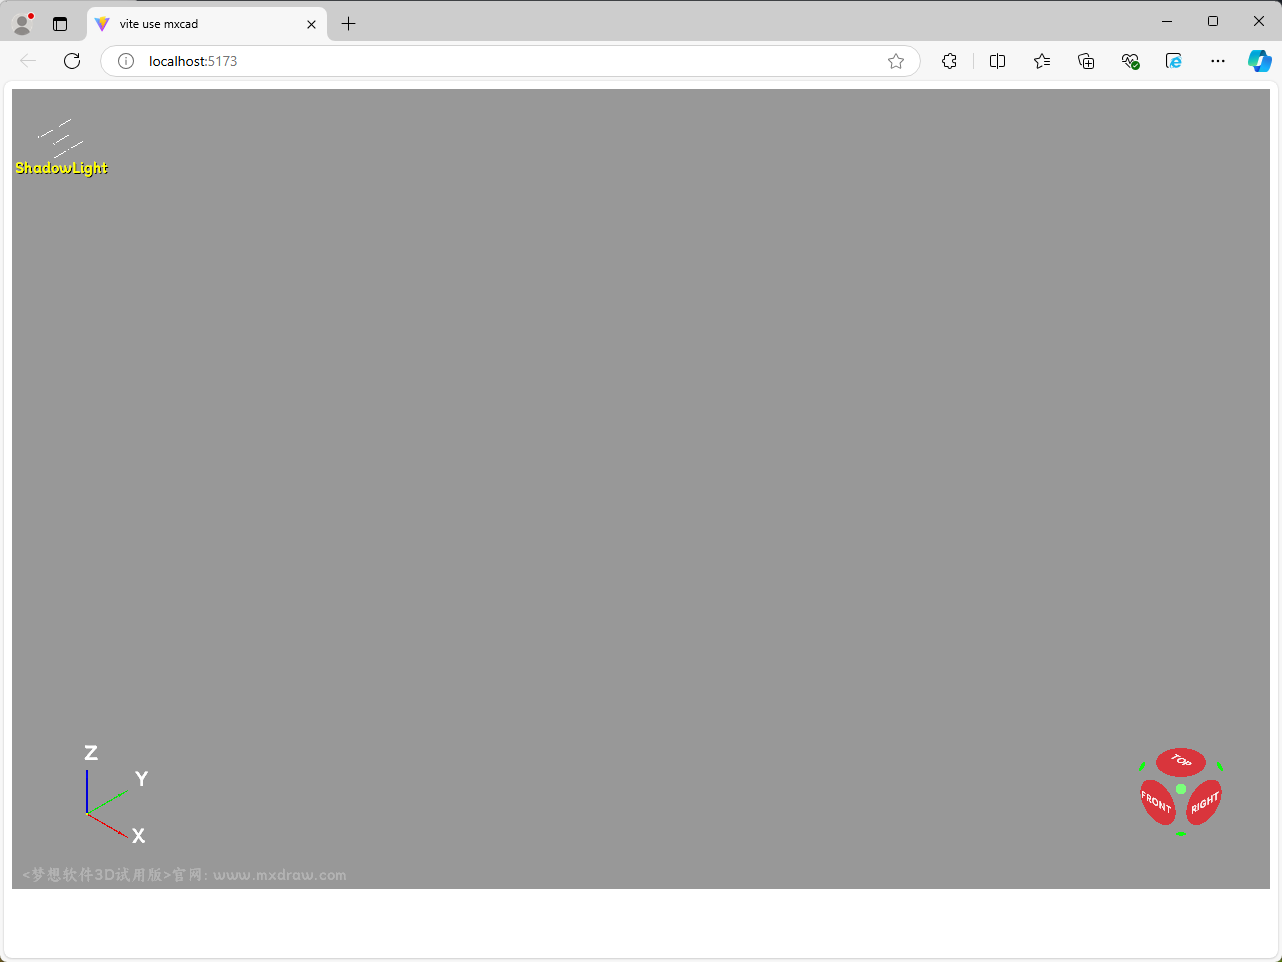 vite use mxcad
localhost:5173
ShadowLight
Z
Y
X
TOP
FRONT
RIGHT
<梦想软件3D试用版>官网: www.mxdraw.com